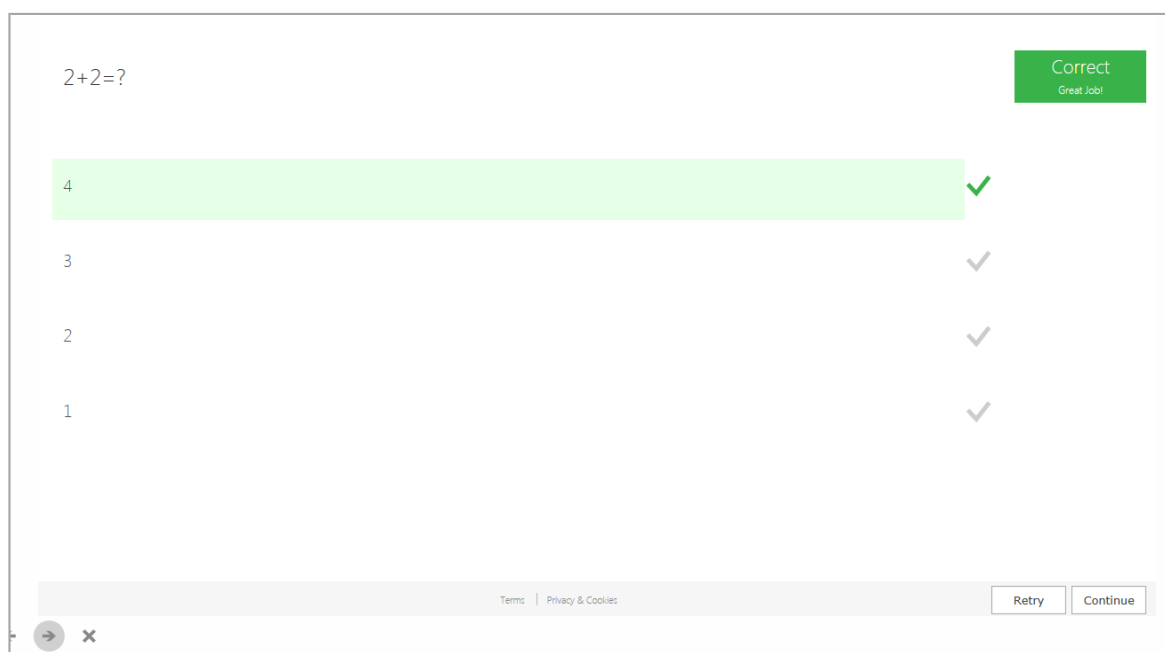 2+2=?
Correct
Great Job!
4
3
2
1
Terms | Privacy & Cookies
Retry
Continue